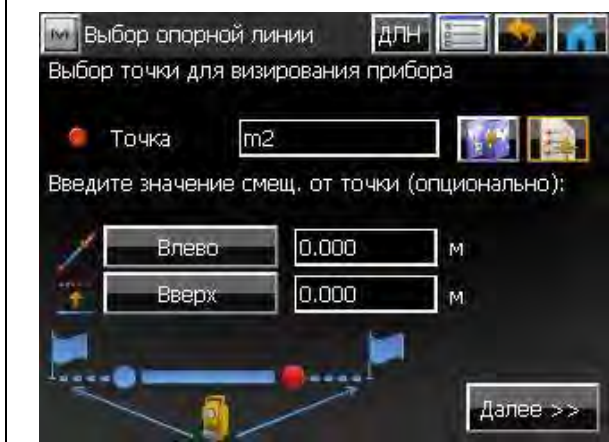 Выбор опорной линии ДЛН
Выбор точки для визирования прибора
Точка m2
Введите значение смещ. от точки (опционально):
Влево 0.000 м
Вверх 0.000 м
Далее >>